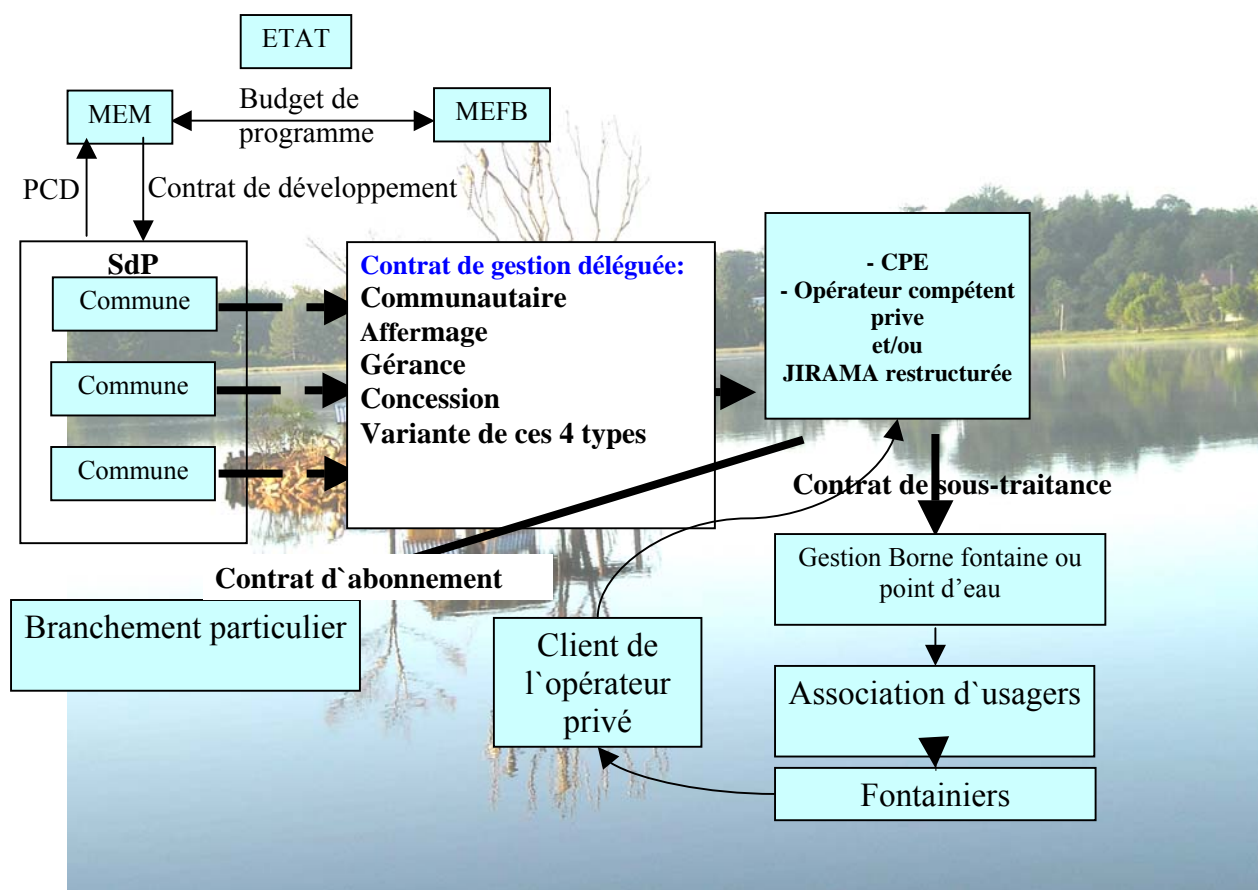 ETAT
MEM
Budget de
programme
MEFB
PCD
Contrat de développement
SdP
Commune
Commune
Commune
Contrat de gestion déléguée:
Communautaire
Affermage
Gérance
Concession
Variante de ces 4 types
- CPE
- Opérateur compétent
prive
et/ou
JIRAMA restructurée
Contrat de sous-traitance
Contrat d`abonnement
Branchement particulier
Client de
l`opérateur
privé
Gestion Borne fontaine ou
point d’eau
Association d`usagers
Fontainiers